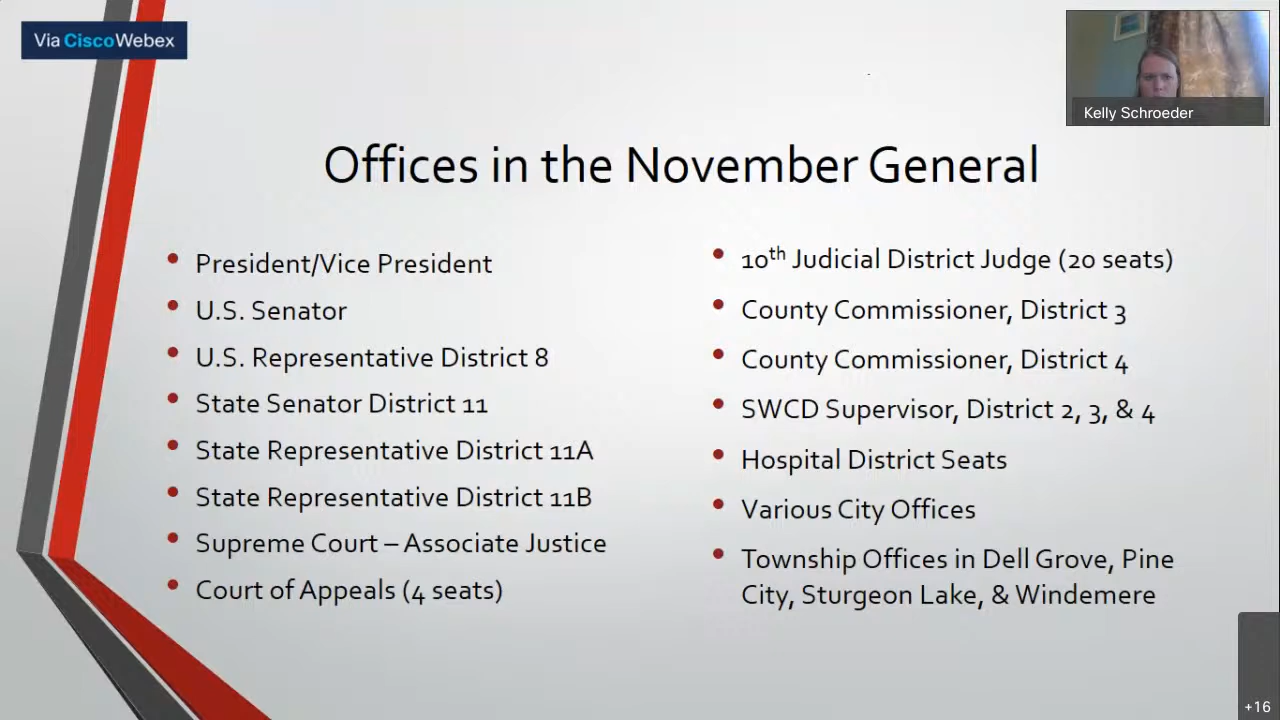 Via CiscoWebex
Kelly Schroeder
Offices in the November General
• President/Vice President
• U.S. Senator
• U.S. Representative District 8
• State Senator District 11
• State Representative District 11A
• State Representative District 11B
• Supreme Court – Associate Justice
• Court of Appeals (4 seats)
• 10th Judicial District Judge (20 seats)
• County Commissioner, District 3
• County Commissioner, District 4
• SWCD Supervisor, District 2, 3, & 4
• Hospital District Seats
• Various City Offices
• Township Offices in Dell Grove, Pine
City, Sturgeon Lake, & Windemere
+16